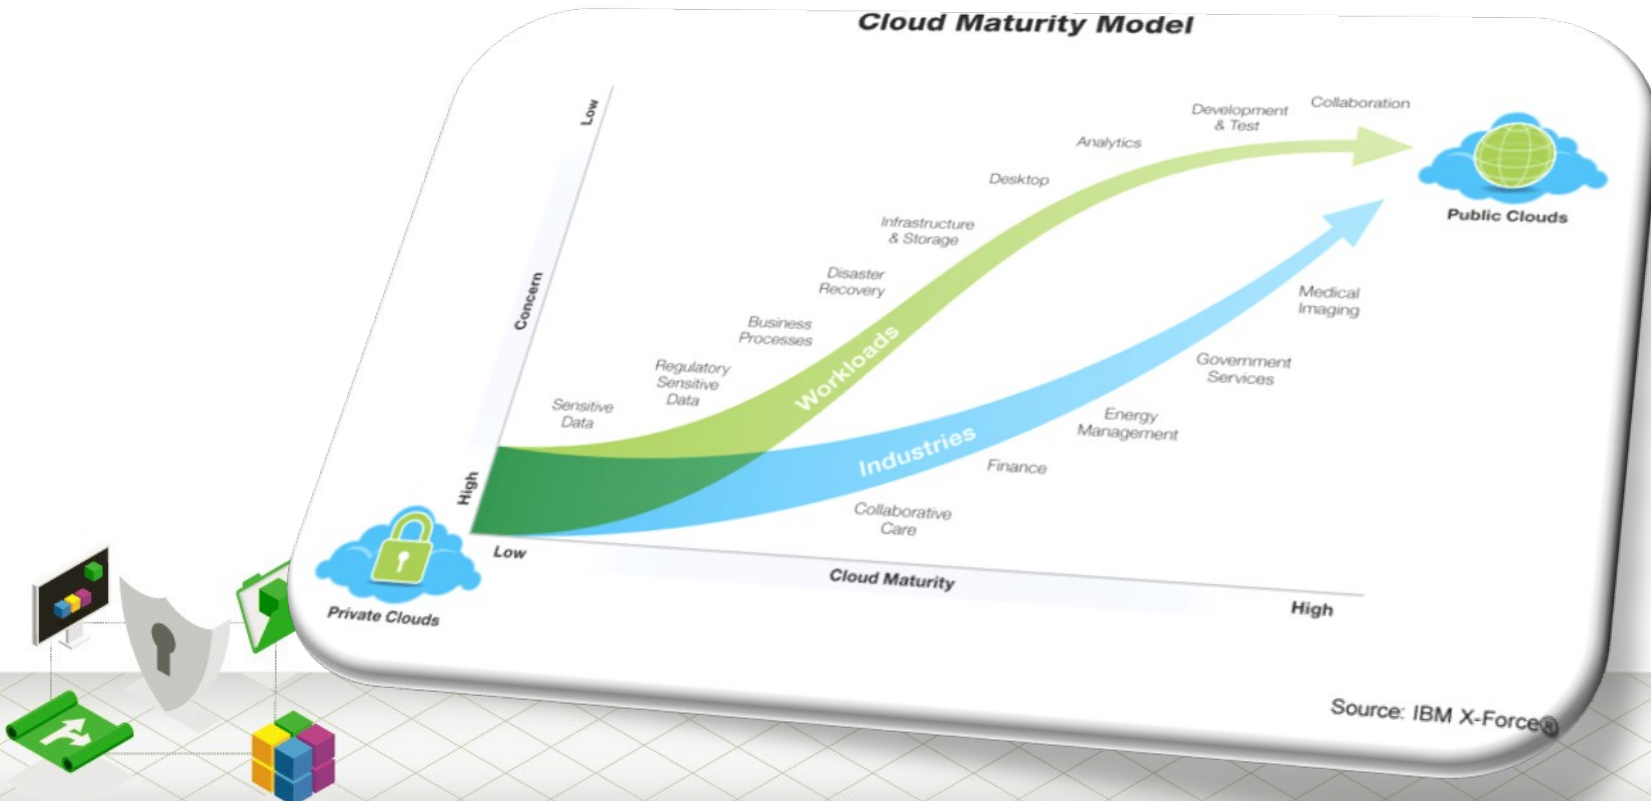 Cloud Maturity Model
Low
Concern
High
Collaboration
Development
& Test
Analytics
Desktop
Infrastructure
& Storage
Disaster
Recovery
Business
Processes
Regulatory
Sensitive
Data
Sensitive
Data
Workloads
Industries
Public Clouds
Medical
Imaging
Government
Services
Energy
Management
Finance
Collaborative
Care
Low
Cloud Maturity
High
Private Clouds
Source: IBM X-Force®